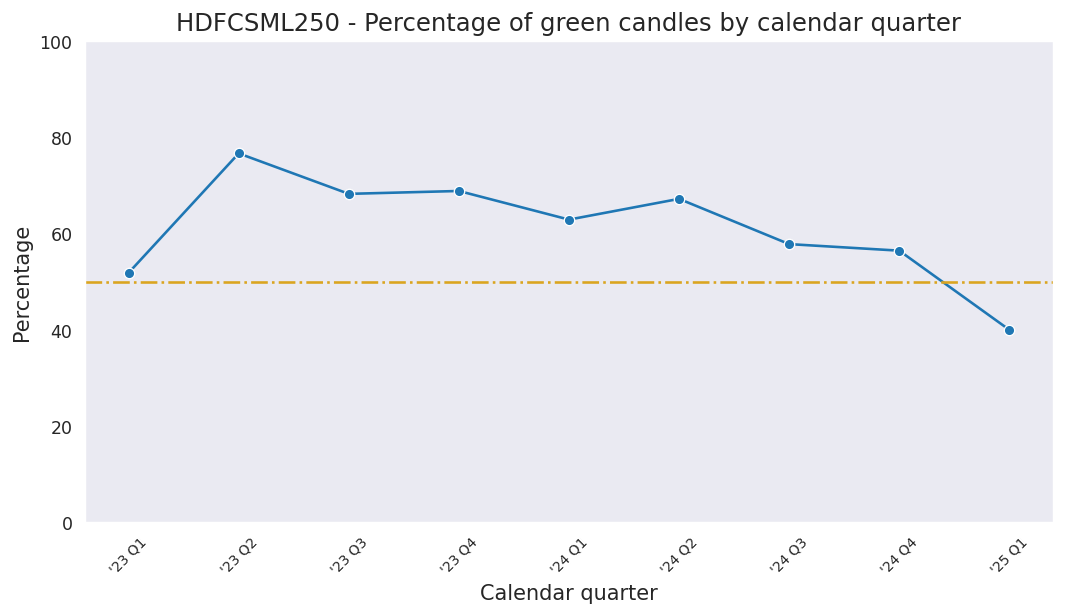 HDFCSML250 - Percentage of green candles by calendar quarter
100
80
60
40
20
0
Percentage
'23 Q1
'23 Q2
'23 Q3
'23 Q4
'24 Q1
'24 Q2
'24 Q3
'24 Q4
'25 Q1
Calendar quarter